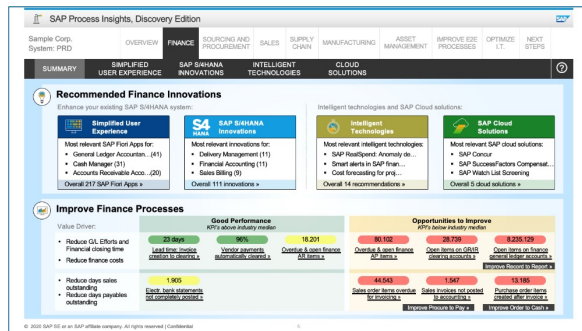 SAP Process Insights, Discovery Edition
SAP
Sample Corp.
System: PRD
OVERVIEW
FINANCE
SOURCING AND
PROCUREMENT
SALES
SUPPLY
CHAIN
MANUFACTURING
ASSET
MANAGEMENT
IMPROVE E2E
PROCESSES
OPTIMIZE
I.T.
NEXT
STEPS
SUMMARY
SIMPLIFIED
USER EXPERIENCE
SAP S/4HANA
INNOVATIONS
INTELLIGENT
TECHNOLOGIES
CLOUD
SOLUTIONS
?
Recommended Finance Innovations
Enhance your existing SAP S/4HANA system:
Intelligent technologies and SAP Cloud solutions:
Simplified User
Experience
Most relevant SAP Fiori Apps for:
• General Ledger Accountan...(41)
• Cash Manager (31)
• Accounts Receivable Acco...(20)
Overall 217 SAP Fiori Apps »
S4
HANA
SAP S/4HANA
Innovations
Most relevant innovations for:
• Delivery Management (11)
• Financial Accounting (11)
• Sales Billing (9)
Overall 111 innovations »
Intelligent
Technologies
Most relevant intelligent technologies:
• SAP RealSpend: Anomaly de...
• Smart alerts in SAP finan...
• Cost forecasting for proj...
Overall 14 recommendations »
SAP Cloud
Solutions
Most relevant SAP cloud solutions:
• SAP Concur
• SAP SuccessFactors Compensat...
• SAP Watch List Screening
Overall 5 cloud solutions »
Improve Finance Processes
Value Driver:
Good Performance
KPI's above industry median
Opportunities to Improve
KPI's below industry median
• Reduce G/L Efforts and
Financial closing time
• Reduce finance costs
23 days
Lead time: Invoice
creation to clearing »
96%
Vendor payments
automatically cleared »
18.201
Overdue & open finance
AR items »
80.102
Overdue & open finance
AP items »
28.739
Open items on GR/IR
clearing accounts »
8.235.129
Open items on finance
general ledger accounts »
Improve Record to Report »
• Reduce days sales
outstanding
• Reduce days payables
outstanding
1.905
Electr. bank statements
not completely posted »
44.543
Sales order items overdue
for invoicing »
1.547
Sales invoices not posted
to accounting »
13.185
Purchase order items
created after invoice »
Improve Procure to Pay »
Improve Order to Cash »
© 2020 SAP SE or an SAP affiliate company. All rights reserved | Confidential